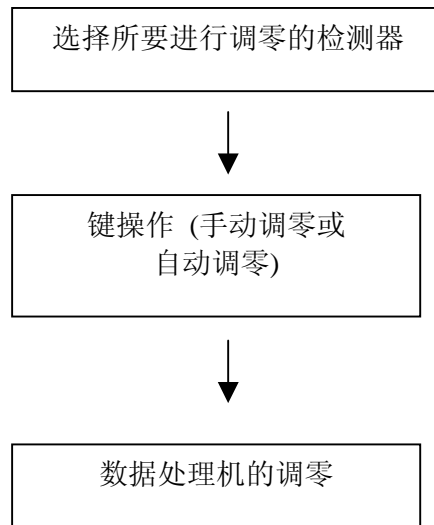 选择所要进行调零的检测器
键操作 (手动调零或
自动调零)
数据处理机的调零